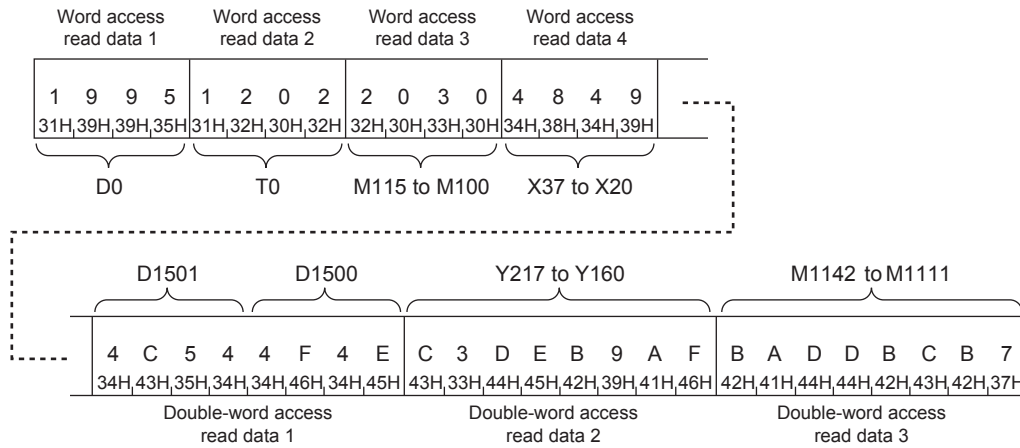 Word access Word access Word access Word access
read data 1 read data 2 read data 3 read data 4
1 9 9 5 1 2 0 2 2 0 3 0 4 8 4 9
31H 39H 39H 35H 31H 32H 30H 32H 32H 30H 33H 30H 34H 38H 34H 39H
D0 T0 M115 to M100 X37 to X20
D1501 D1500 Y217 to Y160 M1142 to M1111
4 C 5 4 4 F 4 E C 3 D E B 9 A F B A D D B C B 7
34H 43H 35H 34H 34H 46H 34H 45H 43H 33H 44H 45H 42H 39H 41H 46H 42H 41H 44H 44H 42H 43H 42H 37H
Double-word access Double-word access Double-word access
read data 1 read data 2 read data 3